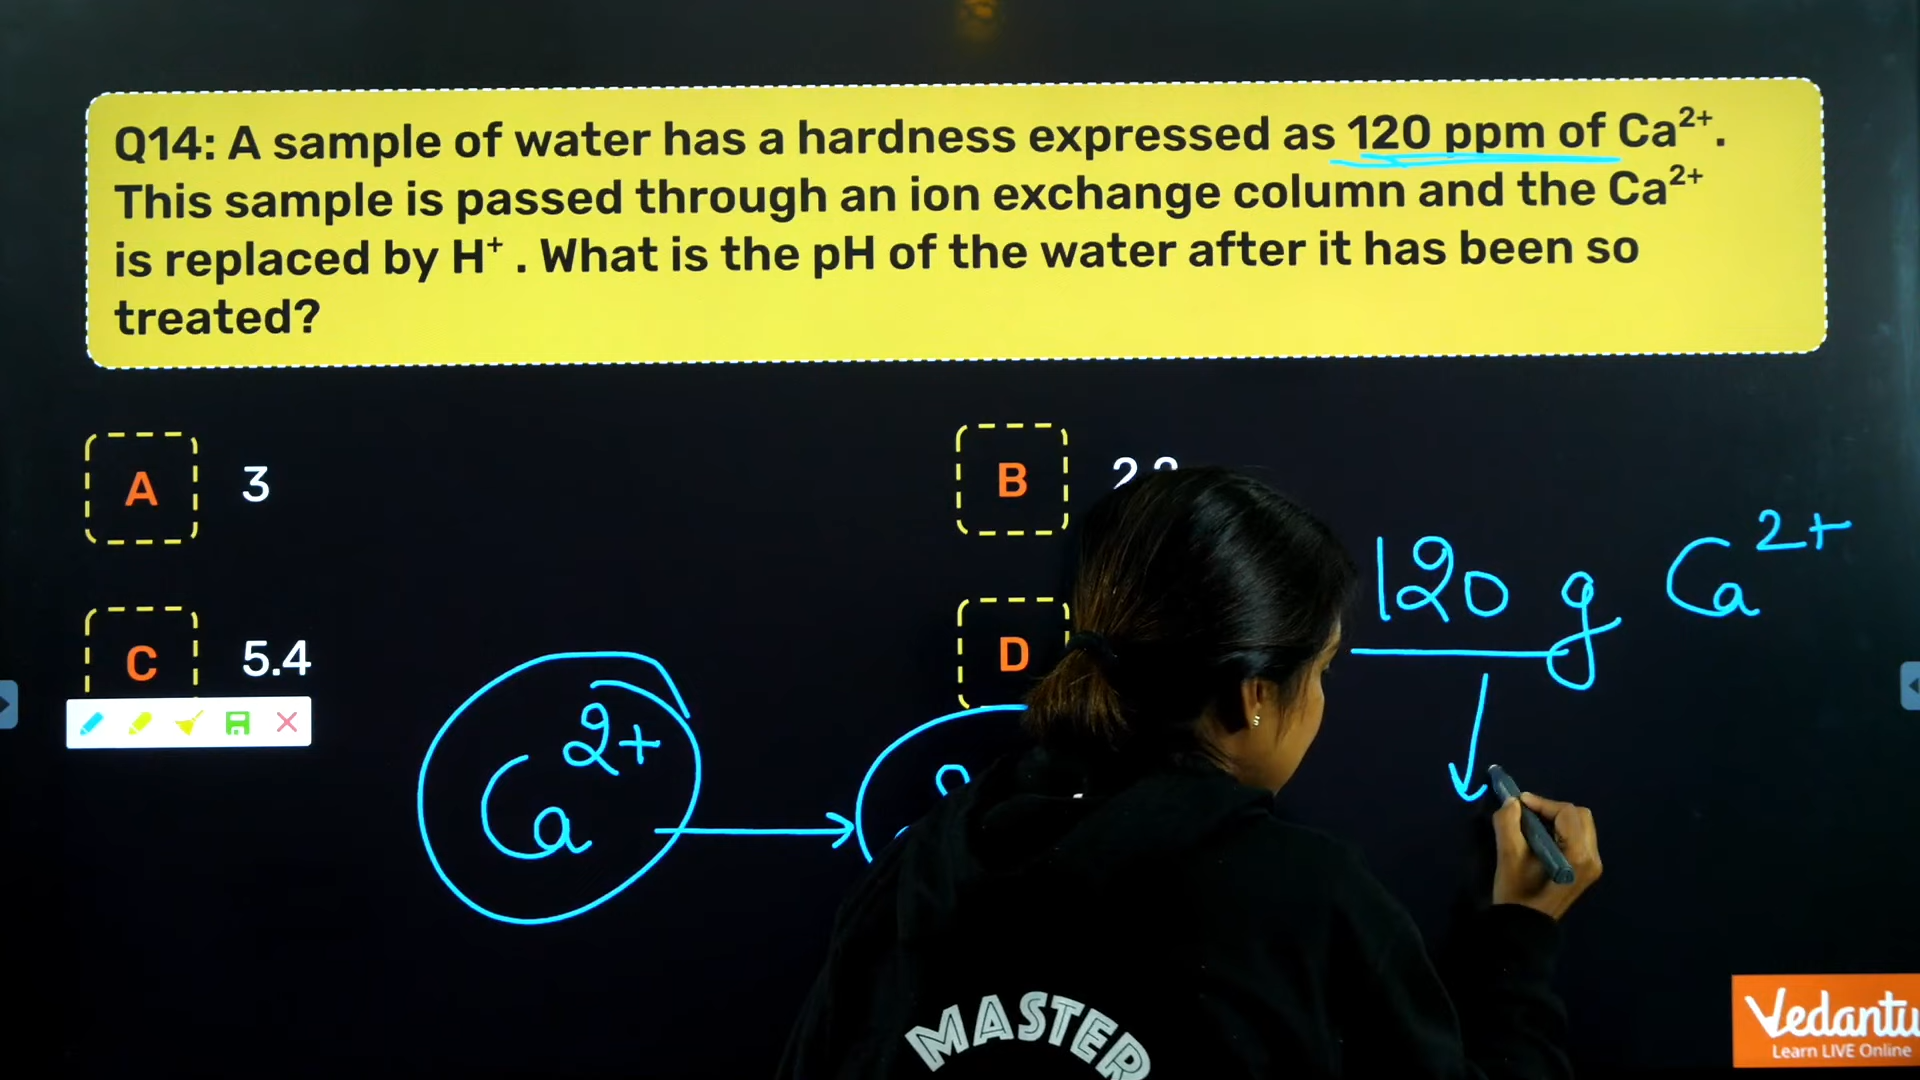 Q14: A sample of water has a hardness expressed as 120 ppm of Ca²⁺.
This sample is passed through an ion exchange column and the Ca²⁺
is replaced by H⁺ . What is the pH of the water after it has been so
treated?
A 3
B
C 5.4
D
120 g Ca²⁺
Ca²⁺
MASTER
Vedantu
Learn LIVE Online